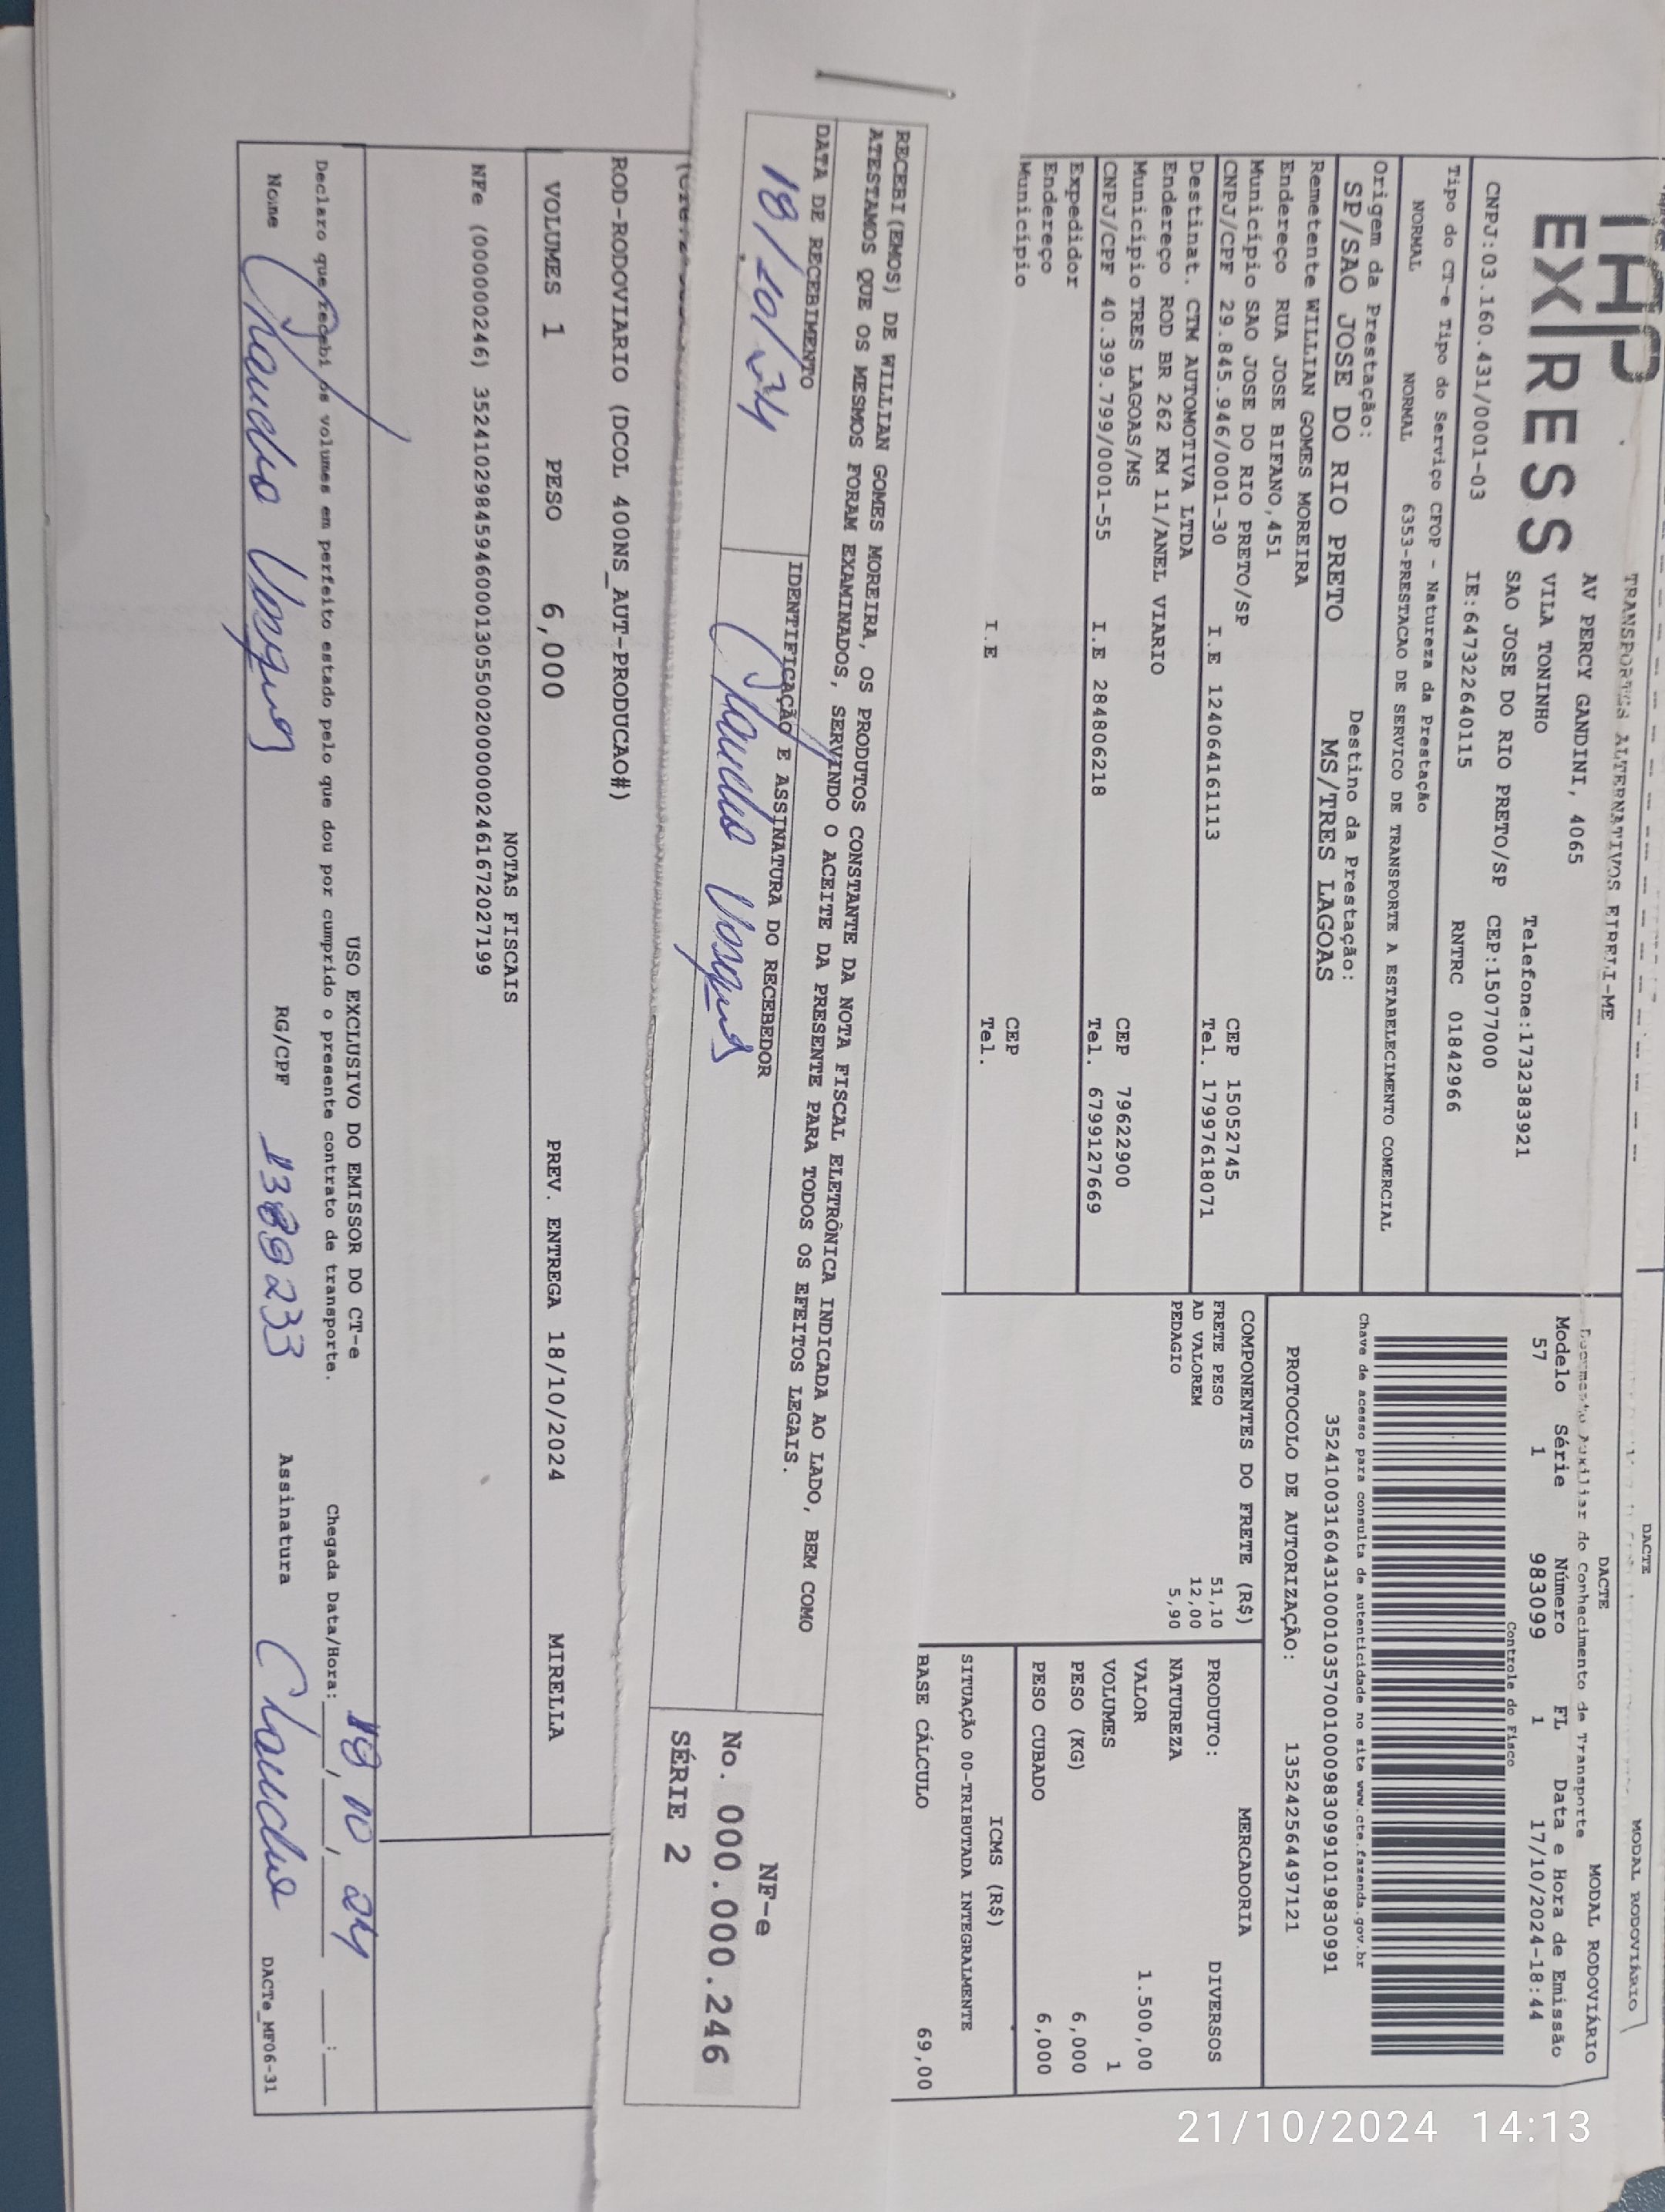 DACTE MODAL RODOVIÁRIO
TRANSPORTES ALTERNATIVOS EIRELI-ME
IHP
EXPRESS
AV PERCY GANDINI, 4065
VILA TONINHO
SAO JOSE DO RIO PRETO/SP CEP:15077000
Telefone:1732383921
CNPJ:03.160.431/0001-03 IE:647322640115 RNTRC 01842966
DACTE MODAL RODOVIÁRIO
Documento Auxiliar do Conhecimento de Transporte
Modelo Série Número FL Data e Hora de Emissão
57 1 983099 1 17/10/2024-18:44
Controle do Fisco
Tipo do CT-e Tipo do Serviço CFOP - Natureza da Prestação
NORMAL NORMAL 6353-PRESTACAO DE SERVICO DE TRANSPORTE A ESTABELECIMENTO COMERCIAL
Chave de acesso para consulta de autenticidade no site www.cte.fazenda.gov.br
35241003160431000103570010009830991019830991
Origem da Prestação: Destino da Prestação:
SP/SAO JOSE DO RIO PRETO MS/TRES LAGOAS
PROTOCOLO DE AUTORIZAÇÃO: 135242564497121
Remetente WILLIAN GOMES MOREIRA
Endereço RUA JOSE BIFANO,451
Município SAO JOSE DO RIO PRETO/SP CEP 15052745
CNPJ/CPF 29.845.946/0001-30 I.E 124064161113 Tel. 17997618071
Destinat. CTM AUTOMOTIVA LTDA
Endereço ROD BR 262 KM 11/ANEL VIARIO
Município TRES LAGOAS/MS CEP 79622900
CNPJ/CPF 40.399.799/0001-55 I.E 284806218 Tel. 67991127669
Expedidor
Endereço
Município CEP
I.E Tel.
COMPONENTES DO FRETE (R$)
FRETE PESO 51,10
AD VALOREM 12,00
PEDAGIO 5,90
MERCADORIA
PRODUTO: DIVERSOS
NATUREZA
VALOR 1.500,00
VOLUMES 1
PESO (KG) 6,000
PESO CUBADO 6,000
ICMS (R$)
SITUAÇÃO 00-TRIBUTADA INTEGRALMENTE
BASE CÁLCULO 69,00
RECEBI(EMOS) DE WILLIAN GOMES MOREIRA, OS PRODUTOS CONSTANTE DA NOTA FISCAL ELETRÔNICA INDICADA AO LADO, BEM COMO
ATESTAMOS QUE OS MESMOS FORAM EXAMINADOS, SERVINDO O ACEITE DA PRESENTE PARA TODOS OS EFEITOS LEGAIS.
DATA DE RECEBIMENTO IDENTIFICAÇÃO E ASSINATURA DO RECEBEDOR
18/10/24
NF-e
No. 000.000.246
SÉRIE 2
ROD-RODOVIARIO (DCOL 400NS_AUT-PRODUCAO#)
VOLUMES 1 PESO 6,000 PREV. ENTREGA 18/10/2024 MIRELLA
NOTAS FISCAIS
NFe (000000246) 35241029845946000130550020000002461672027199
USO EXCLUSIVO DO EMISSOR DO CT-e
Declaro que recebi os volumes em perfeito estado pelo que dou por cumprido o presente contrato de transporte. Chegada Data/Hora: 18/10/24 :
Nome RG/CPF Assinatura
DACTe_MF06-31
21/10/2024 14:13